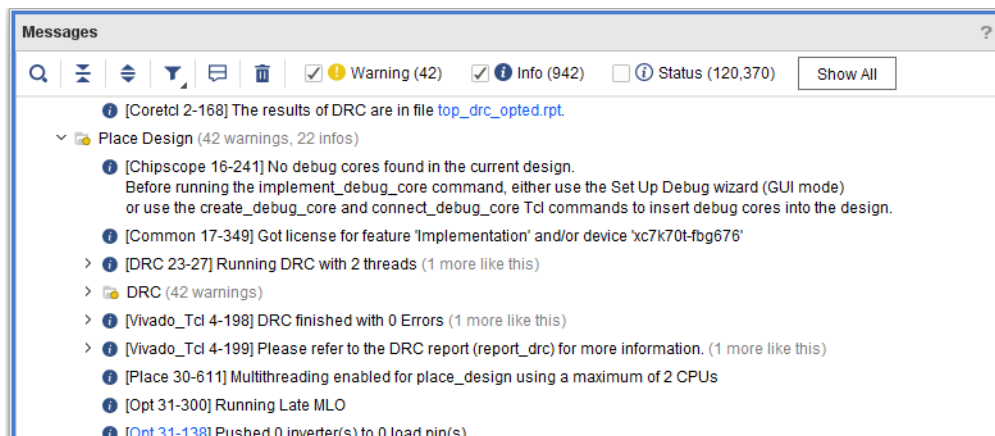 Messages
?
Warning (42) Info (942) Status (120,370) Show All
[Coretcl 2-168] The results of DRC are in file top_drc_opted.rpt.
Place Design (42 warnings, 22 infos)
[Chipscope 16-241] No debug cores found in the current design.
Before running the implement_debug_core command, either use the Set Up Debug wizard (GUI mode)
or use the create_debug_core and connect_debug_core Tcl commands to insert debug cores into the design.
[Common 17-349] Got license for feature 'Implementation' and/or device 'xc7k70t-fbg676'
[DRC 23-27] Running DRC with 2 threads (1 more like this)
DRC (42 warnings)
[Vivado_Tcl 4-198] DRC finished with 0 Errors (1 more like this)
[Vivado_Tcl 4-199] Please refer to the DRC report (report_drc) for more information. (1 more like this)
[Place 30-611] Multithreading enabled for place_design using a maximum of 2 CPUs
[Opt 31-300] Running Late MLO
[Opt 31-138] Pushed 0 inverter(s) to 0 load pin(s).